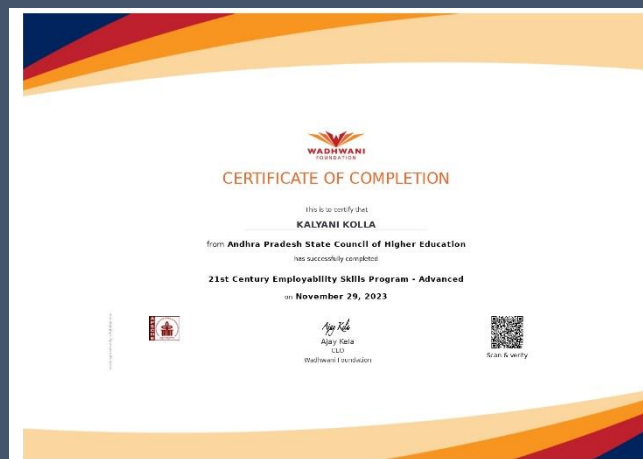 WADHWANI
FOUNDATION
CERTIFICATE OF COMPLETION
This is to certify that
KALYANI KOLLA
from Andhra Pradesh State Council of Higher Education
has successfully completed
21st Century Employability Skills Program - Advanced
on November 29, 2023
Ajay Kela
Ajay Kela
CEO
Wadhwani Foundation
Scan & verify